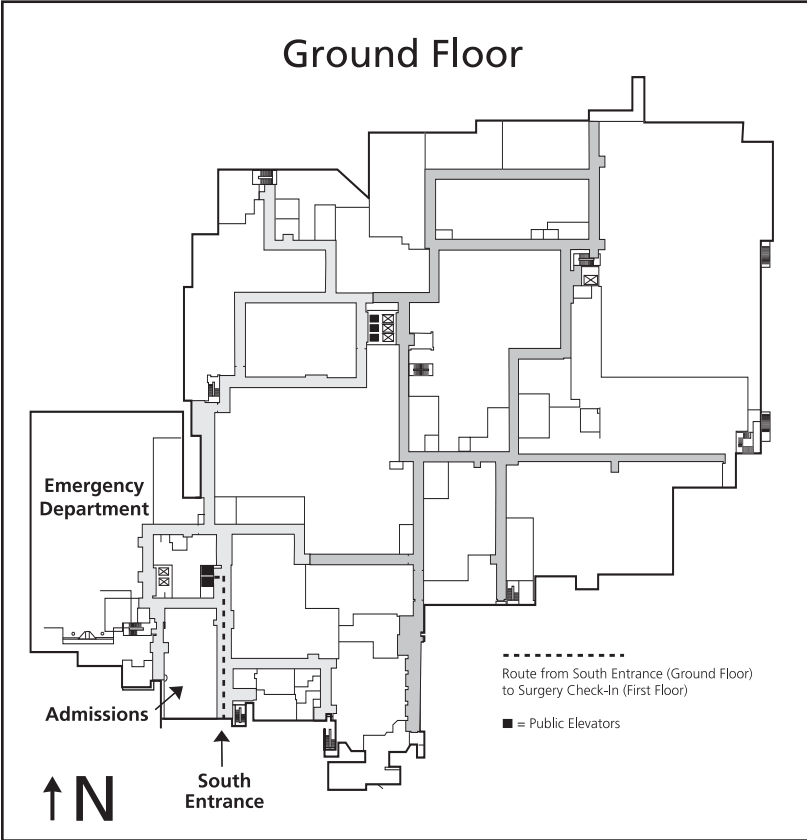 Ground Floor
Emergency
Department
Admissions
South
Entrance
Route from South Entrance (Ground Floor)
to Surgery Check-In (First Floor)
= Public Elevators
N